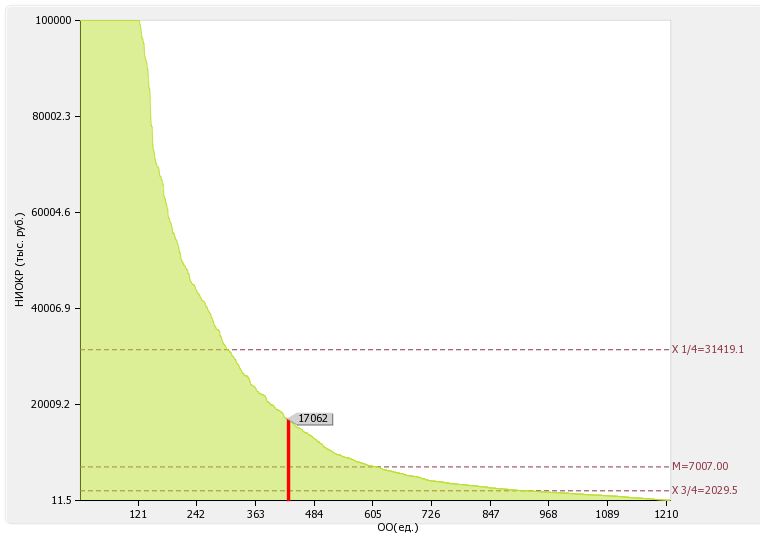 100000
80002.3
60004.6
НИОКР (тыс. руб.)
40006.9
X 1/4=31419.1
20009.2
17062
M=7007.00
X 3/4=2029.5
11.5
121 242 363 484 605 726 847 968 1089 1210
ОО(ед.)